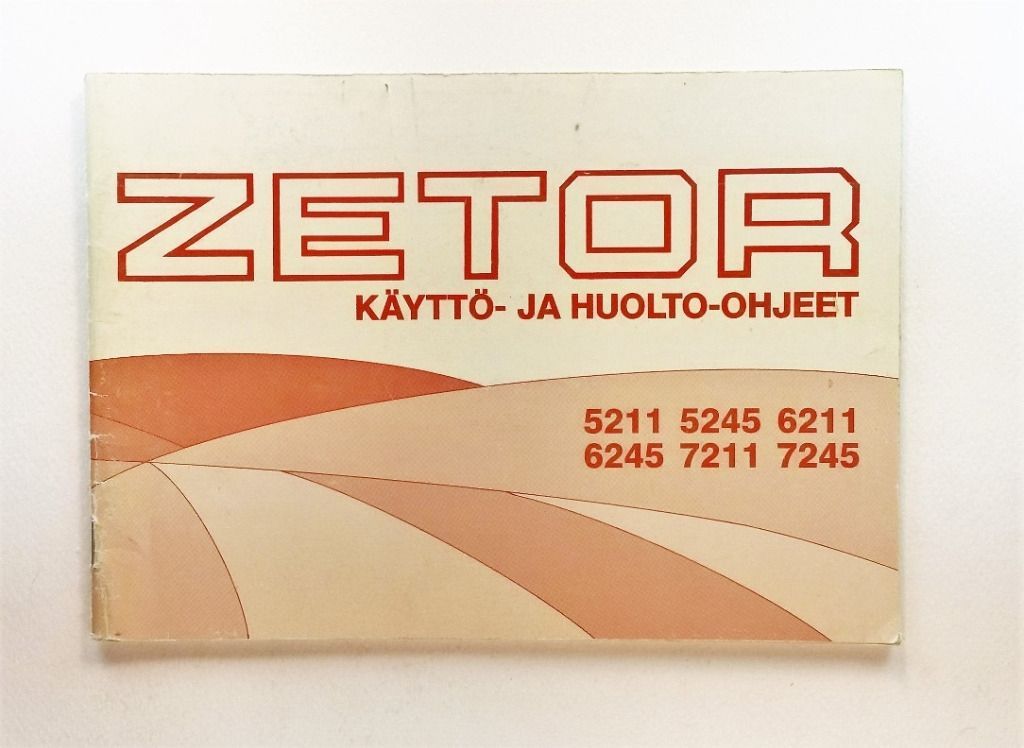 ZETOR
KÄYTTÖ- JA HUOLTO-OHJEET
5211 5245 6211
6245 7211 7245